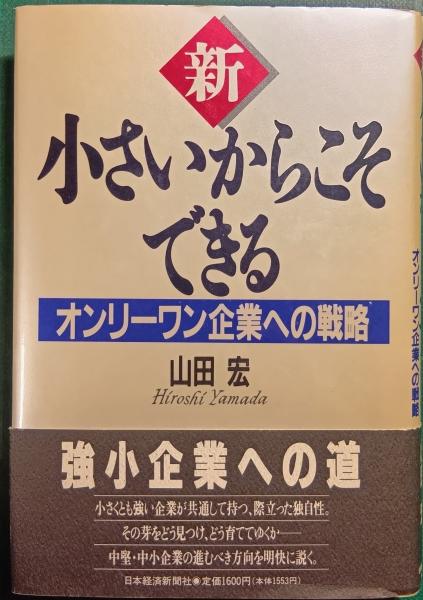 新
小さいからこそ
できる
オンリーワン企業への戦略
山田 宏
Hiroshi Yamada
強小企業への道
小さくとも強い企業が共通して持つ、際立った独自性。
その芽をどう見つけ、どう育ててゆくか──
中堅・中小企業の進むべき方向を明快に説く。
日本経済新聞社◉定価1600円(本体1553円)
オンリーワン企業への戦略